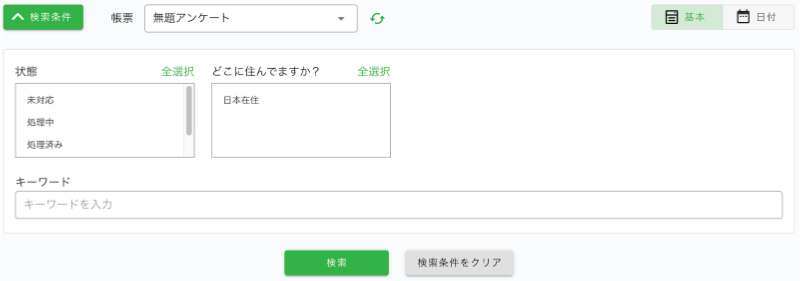 検索条件 帳票 無題アンケート 基本 日付
状態 全選択 どこに住んでますか？ 全選択
未対応 日本在住
処理中
処理済み
キーワード
キーワードを入力
検索 検索条件をクリア